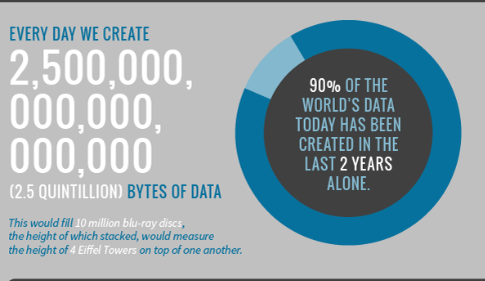 EVERY DAY WE CREATE
2,500,000,
000,000,
000,000
(2.5 QUINTILLION) BYTES OF DATA
This would fill 10 million blu-ray discs,
the height of which stacked, would measure
the height of 4 Eiffel Towers on top of one another.
90% OF THE
WORLD'S DATA
TODAY HAS BEEN
CREATED IN THE
LAST 2 YEARS
ALONE.